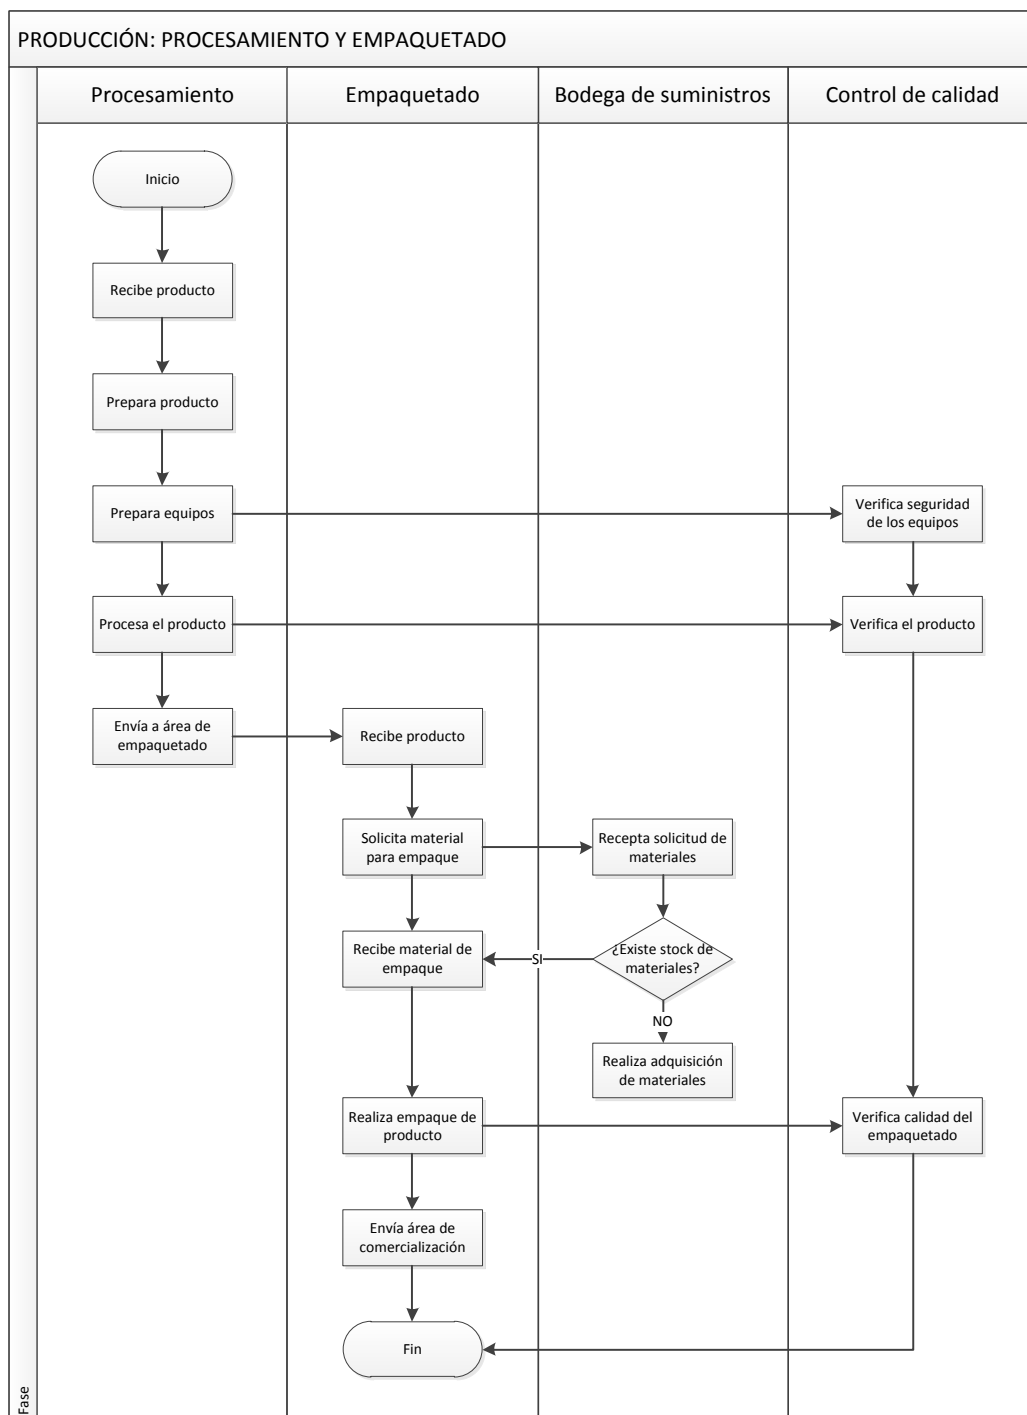 PRODUCCIÓN: PROCESAMIENTO Y EMPAQUETADO
Procesamiento
Empaquetado
Bodega de suministros
Control de calidad
Inicio
Recibe producto
Prepara producto
Prepara equipos
Verifica seguridad
de los equipos
Procesa el producto
Verifica el producto
Envía a área de
empaquetado
Recibe producto
Solicita material
para empaque
Recepta solicitud de
materiales
Recibe material de
empaque
SI
¿Existe stock de
materiales?
NO
Realiza adquisición
de materiales
Realiza empaque de
producto
Verifica calidad del
empaquetado
Envía área de
comercialización
Fin
Fase